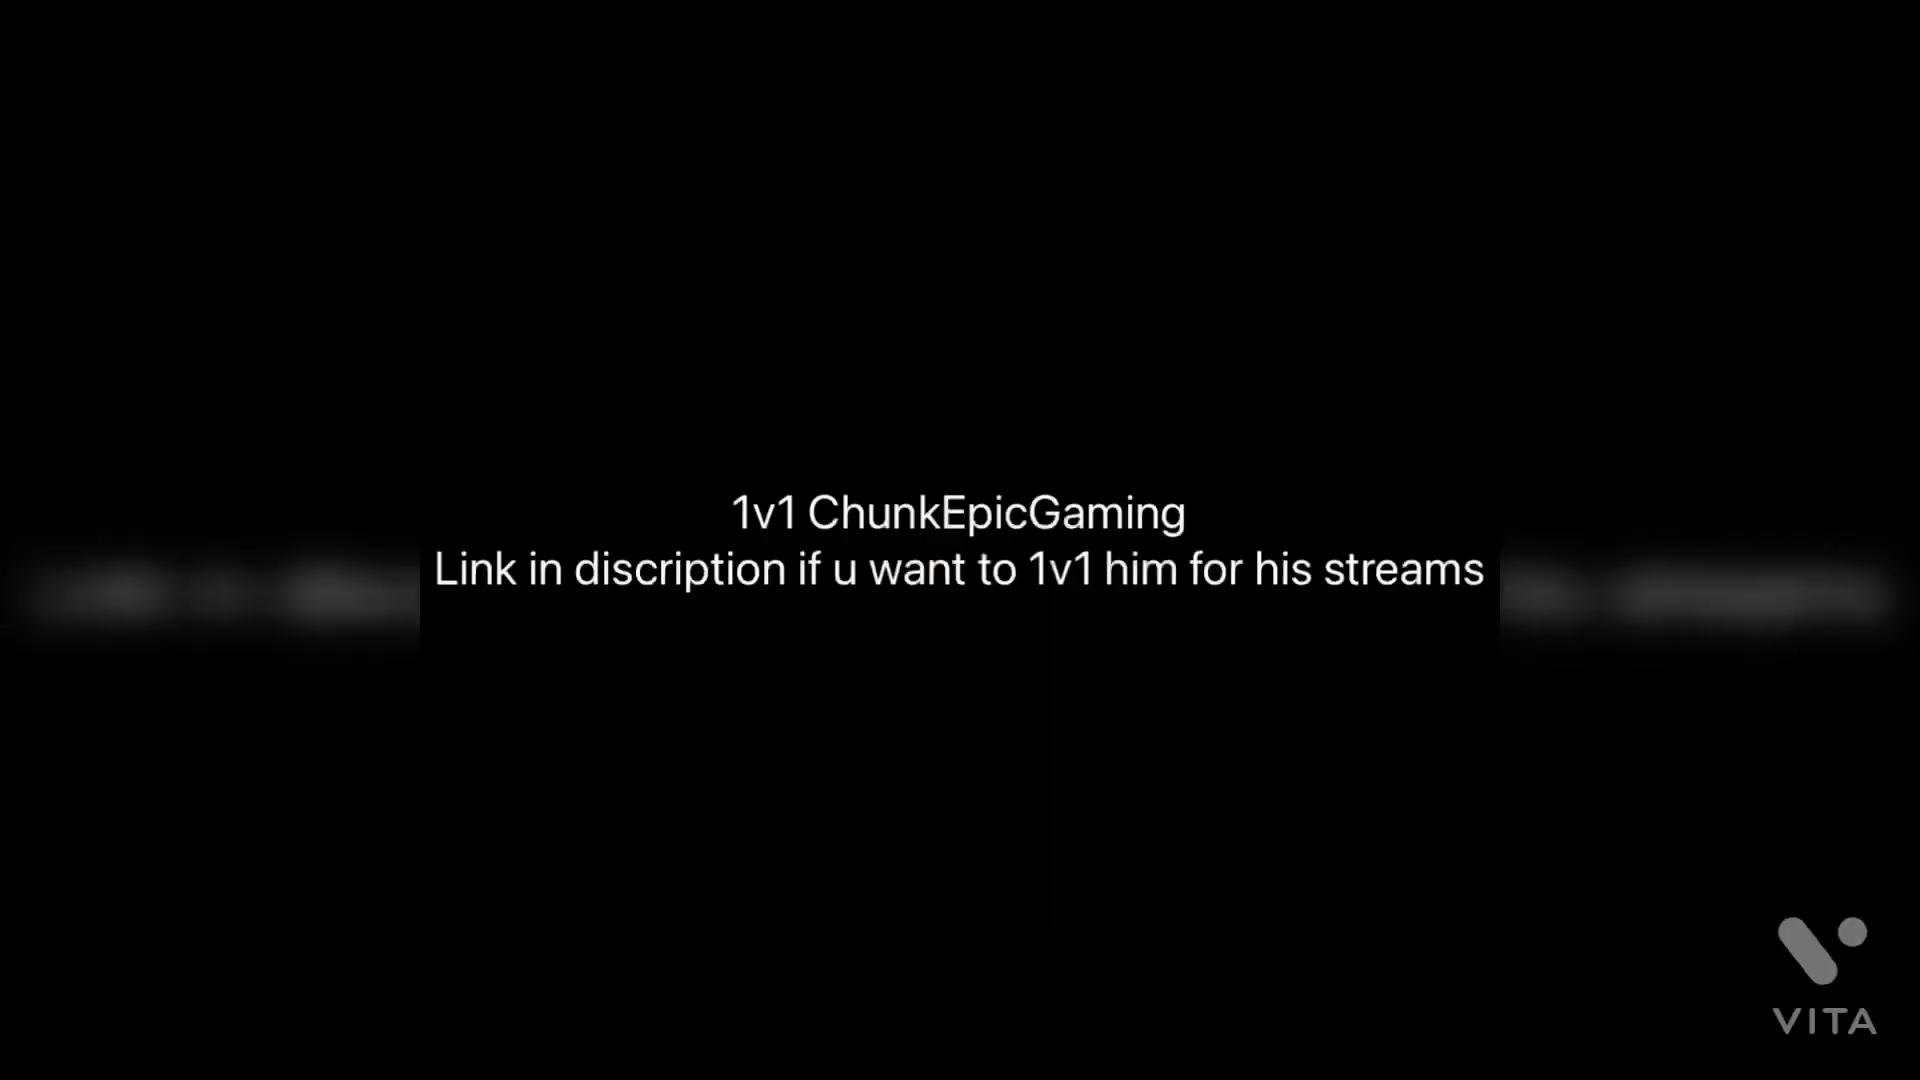 1v1 ChunkEpicGaming
Link in discription if u want to 1v1 him for his streams
VITA